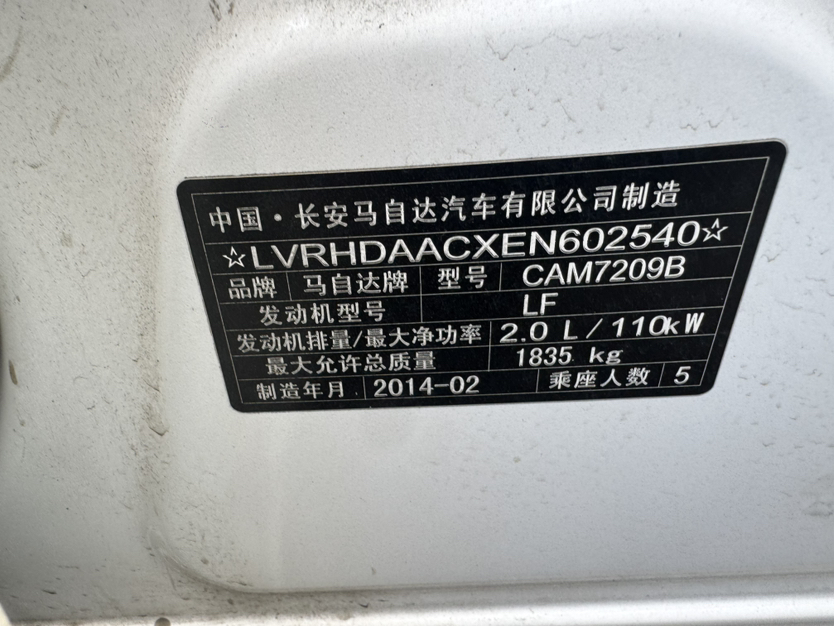 中国·长安马自达汽车有限公司制造
☆LVRHDAACXEN602540☆
品牌 马自达牌 型号 CAM7209B
发动机型号 LF
发动机排量/最大净功率 2.0 L/110kW
最大允许总质量 1835 kg
制造年月 2014-02 乘座人数 5